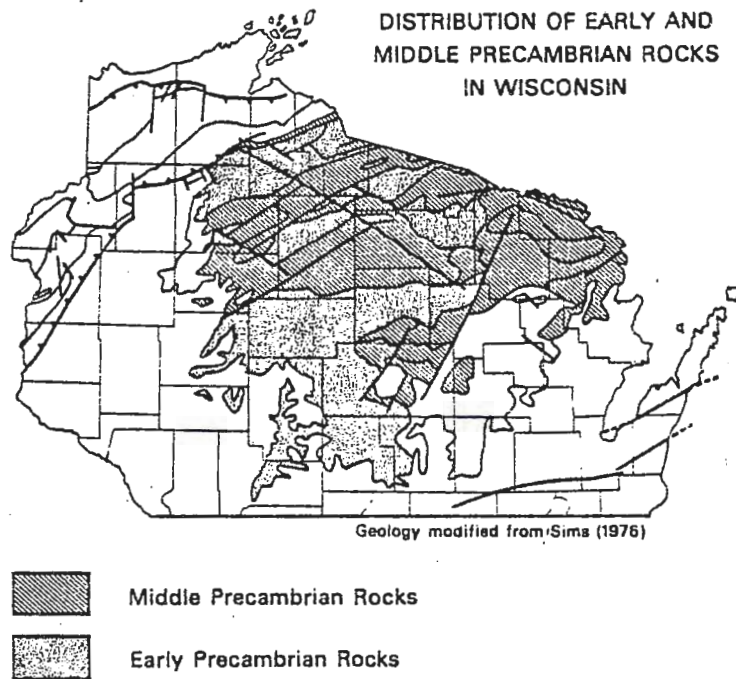 DISTRIBUTION OF EARLY AND
MIDDLE PRECAMBRIAN ROCKS
IN WISCONSIN
Geology modified from Sims (1976)
Middle Precambrian Rocks
Early Precambrian Rocks